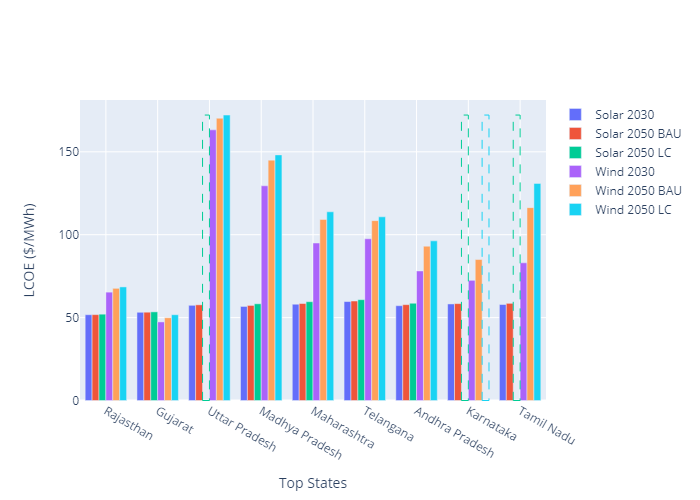 LCOE ($/MWh)
150
100
50
0
Rajasthan
Gujarat
Uttar Pradesh
Madhya Pradesh
Maharashtra
Telangana
Andhra Pradesh
Karnataka
Tamil Nadu
Top States
Solar 2030
Solar 2050 BAU
Solar 2050 LC
Wind 2030
Wind 2050 BAU
Wind 2050 LC